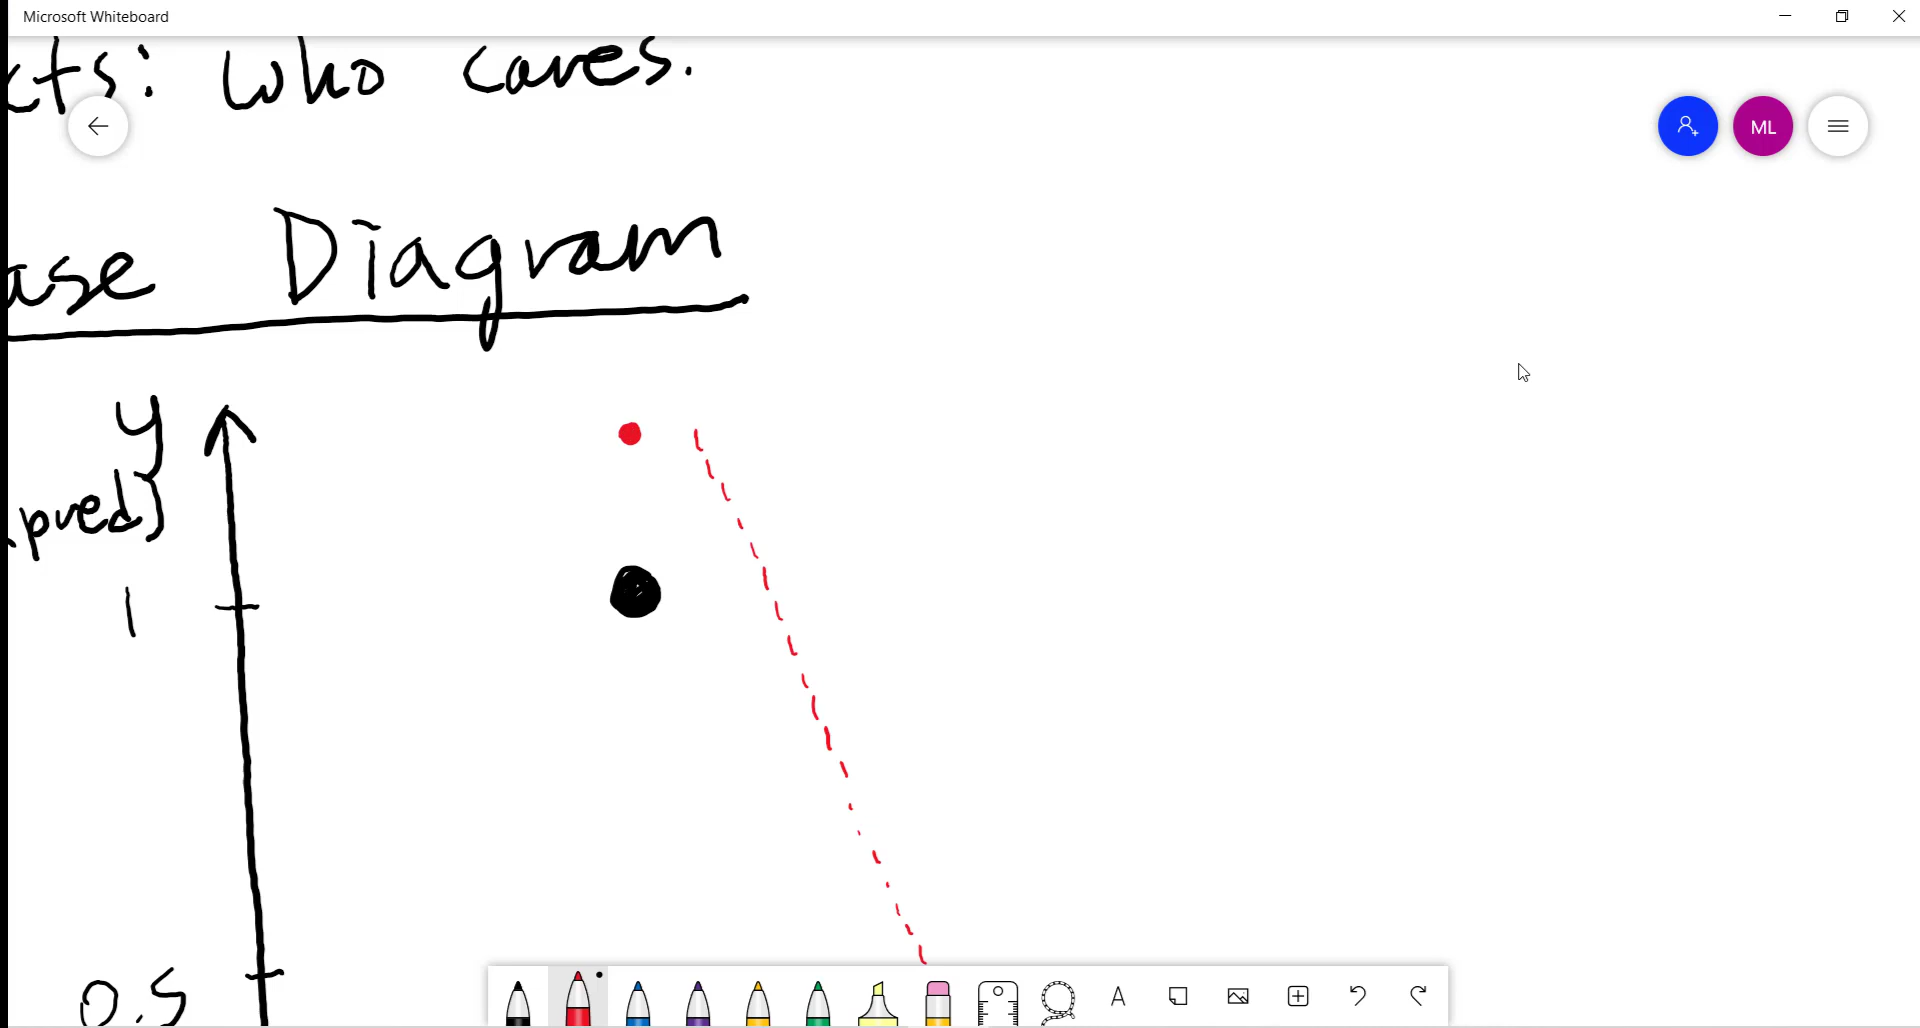 Microsoft Whiteboard
cts: who cares.
ML
ase Diagram
y
(pred)
1
0.5
A